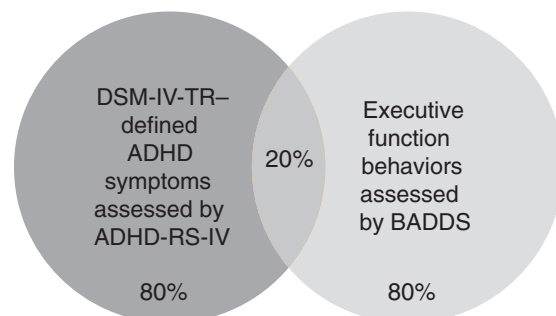 DSM-IV-TR–
defined
ADHD
symptoms
assessed by
ADHD-RS-IV
80%
20%
Executive
function
behaviors
assessed
by BADDS
80%